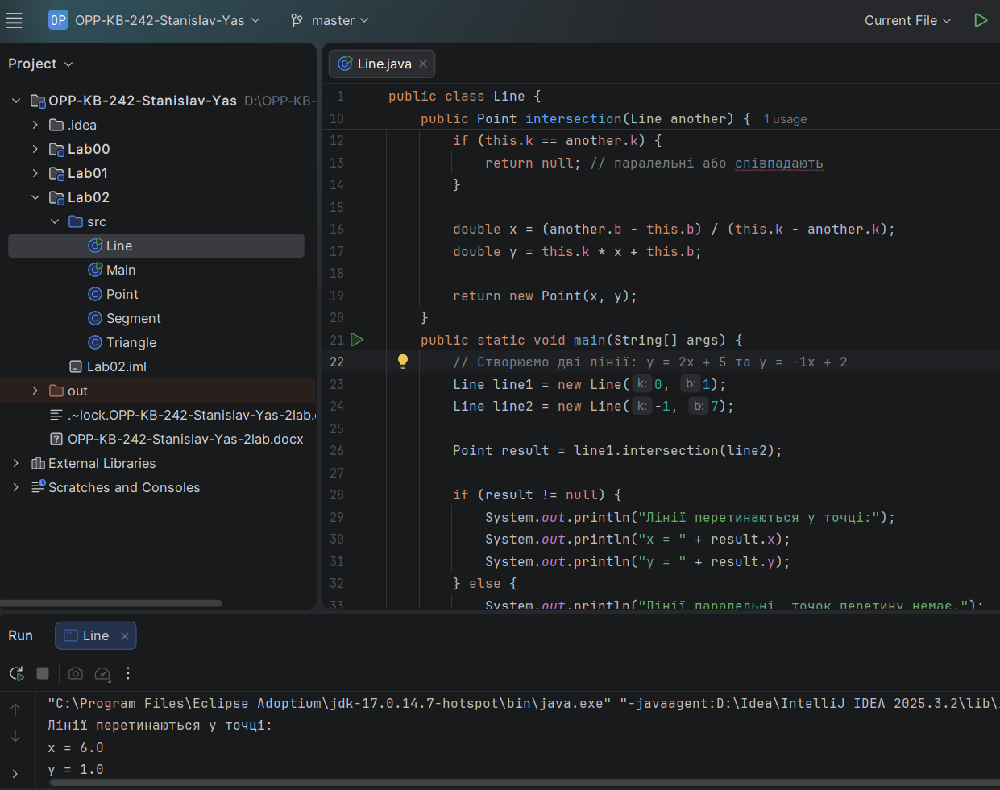 OP OPP-KB-242-Stanislav-Yas master Current File
Project
OPP-KB-242-Stanislav-Yas D:\OPP-KB-
.idea
Lab00
Lab01
Lab02
src
Line
Main
Point
Segment
Triangle
Lab02.iml
out
.~lock.OPP-KB-242-Stanislav-Yas-2lab.
OPP-KB-242-Stanislav-Yas-2lab.docx
External Libraries
Scratches and Consoles
Line.java
1 public class Line {
10 public Point intersection(Line another) { 1 usage
12 if (this.k == another.k) {
13 return null; // паралельні або співпадають
14 }
15
16 double x = (another.b - this.b) / (this.k - another.k);
17 double y = this.k * x + this.b;
18
19 return new Point(x, y);
20 }
21 public static void main(String[] args) {
22 // Створюємо дві лінії: y = 2x + 5 та y = -1x + 2
23 Line line1 = new Line( k: 0, b: 1);
24 Line line2 = new Line( k: -1, b: 7);
25
26 Point result = line1.intersection(line2);
27
28 if (result != null) {
29 System.out.println("Лінії перетинаються у точці:");
30 System.out.println("x = " + result.x);
31 System.out.println("y = " + result.y);
32 } else {
33 System.out.println("Лінії паралельні, точок перетину немає.");
Run Line
"C:\Program Files\Eclipse Adoptium\jdk-17.0.14.7-hotspot\bin\java.exe" "-javaagent:D:\Idea\IntelliJ IDEA 2025.3.2\lib\
Лінії перетинаються у точці:
x = 6.0
y = 1.0